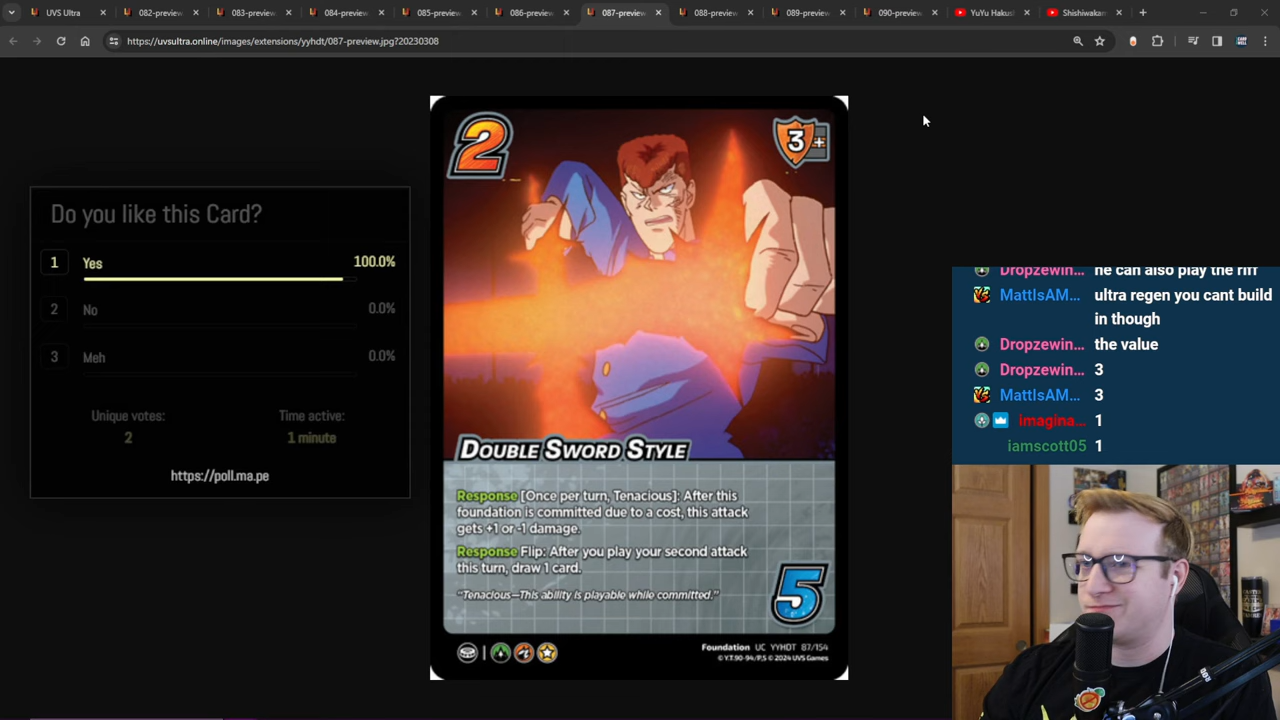 UVS Ultra
082-preview
083-preview
084-preview
085-preview
086-preview
087-preview
088-preview
089-preview
090-preview
YuYu Hakus
Shishiwaka
https://uvsultra.online/images/extensions/yyhdt/087-preview.jpg?20230308
Do you like this Card?
1 Yes 100.0%
2 No 0.0%
3 Meh 0.0%
Unique votes: Time active:
2 1 minute
https://poll.ma.pe
2
3 +
DOUBLE SWORD STYLE
Response [Once per turn, Tenacious]: After this
foundation is committed due to a cost, this attack
gets +1 or -1 damage.
Response Flip: After you play your second attack
this turn, draw 1 card.
"Tenacious—This ability is playable while committed."
5
Foundation UC YYHDT 87/154
© Y.T.90-94/P,S © 2024 UVS Games
Dropzewin... he can also play the riff
MattIsAM... ultra regen you cant build
in though
Dropzewin... the value
Dropzewin... 3
MattIsAM... 3
Imagina... 1
iamscott05 1